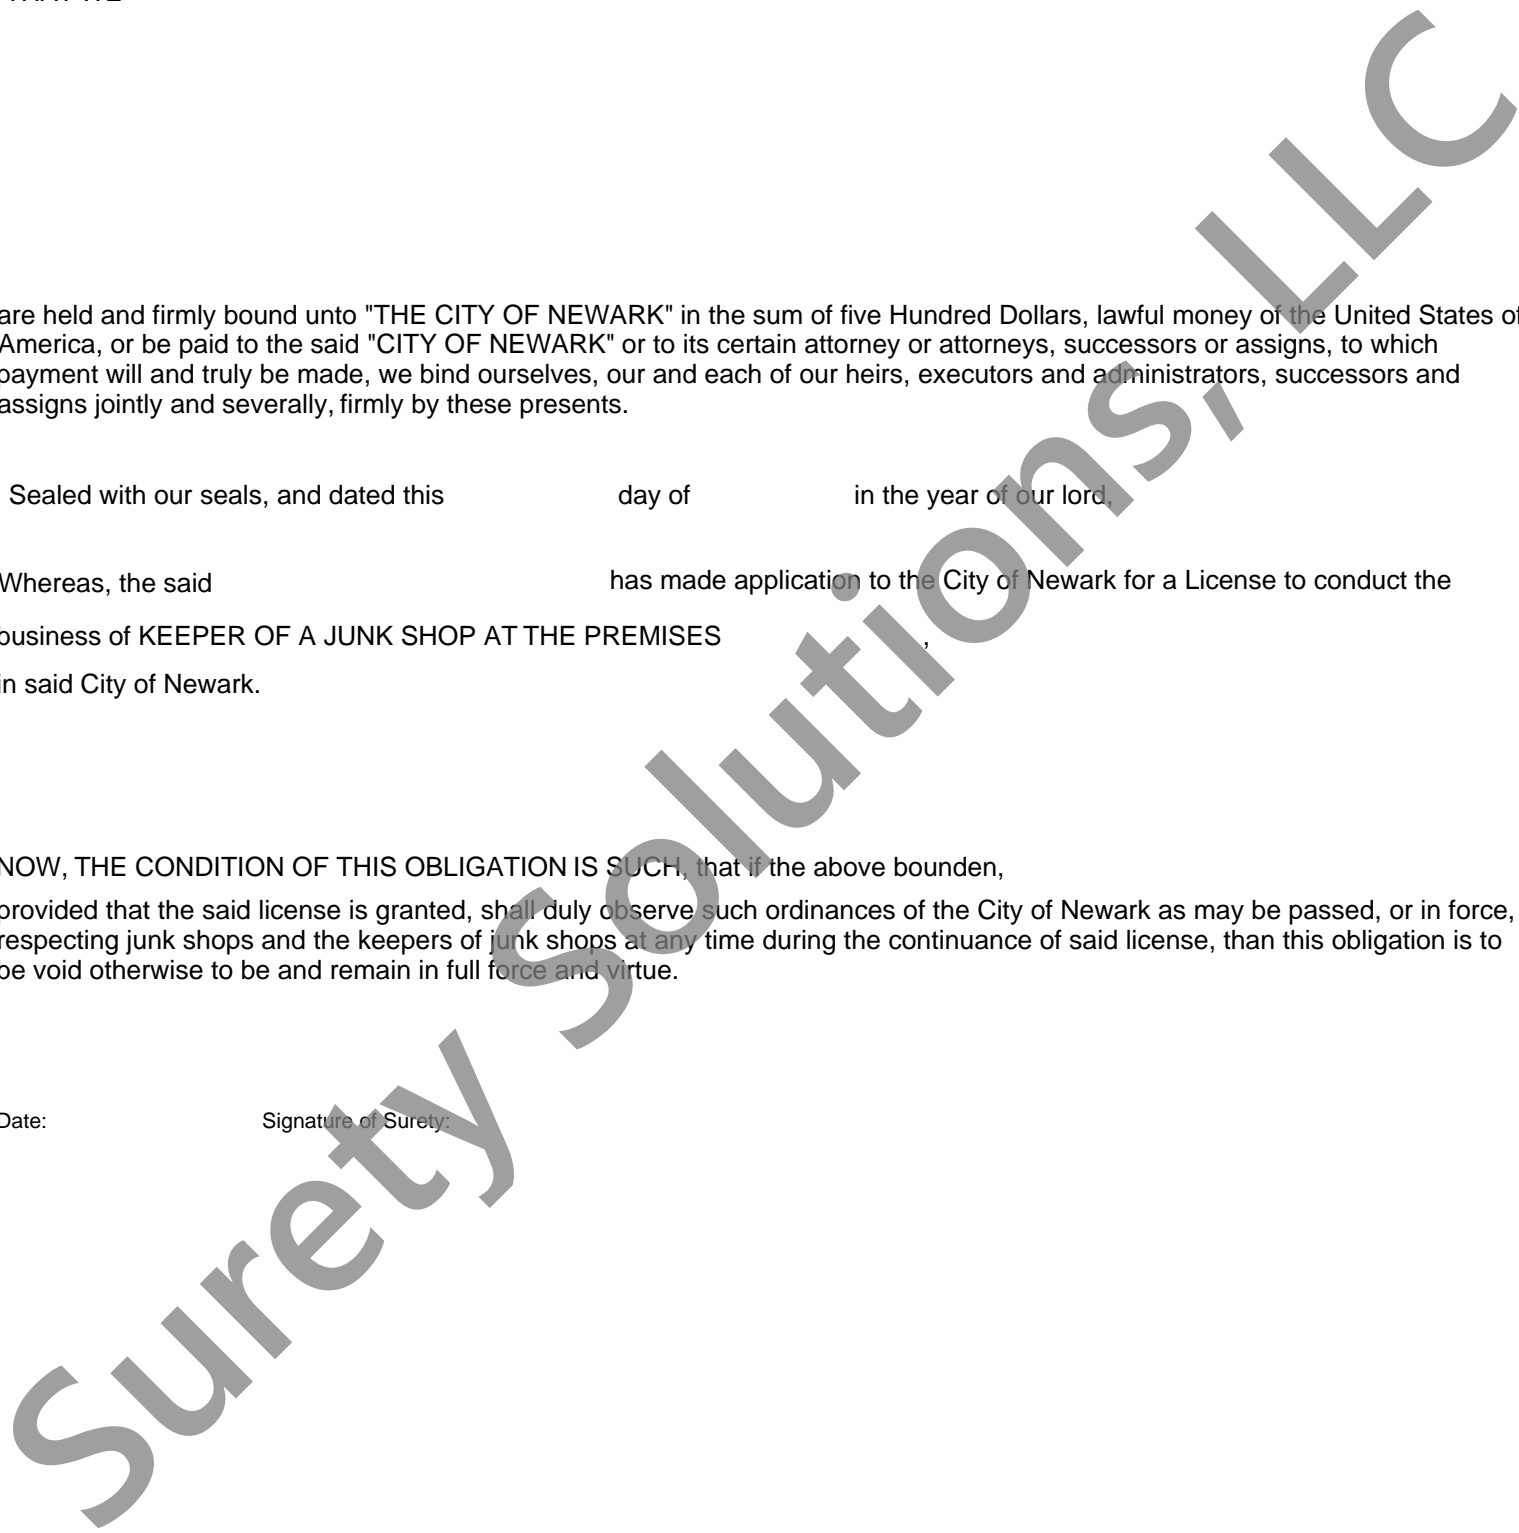 are held and firmly bound unto "THE CITY OF NEWARK" in the sum of five Hundred Dollars, lawful money of the United States of
America, or be paid to the said "CITY OF NEWARK" or to its certain attorney or attorneys, successors or assigns, to which
payment will and truly be made, we bind ourselves, our and each of our heirs, executors and administrators, successors and
assigns jointly and severally, firmly by these presents.
Sealed with our seals, and dated this day of in the year of our lord,
Whereas, the said has made application to the City of Newark for a License to conduct the
business of KEEPER OF A JUNK SHOP AT THE PREMISES ,
in said City of Newark.
NOW, THE CONDITION OF THIS OBLIGATION IS SUCH, that if the above bounden,
provided that the said license is granted, shall duly observe such ordinances of the City of Newark as may be passed, or in force,
respecting junk shops and the keepers of junk shops at any time during the continuance of said license, than this obligation is to
be void otherwise to be and remain in full force and virtue.
Date: Signature of Surety:
Surety Solutions, LLC